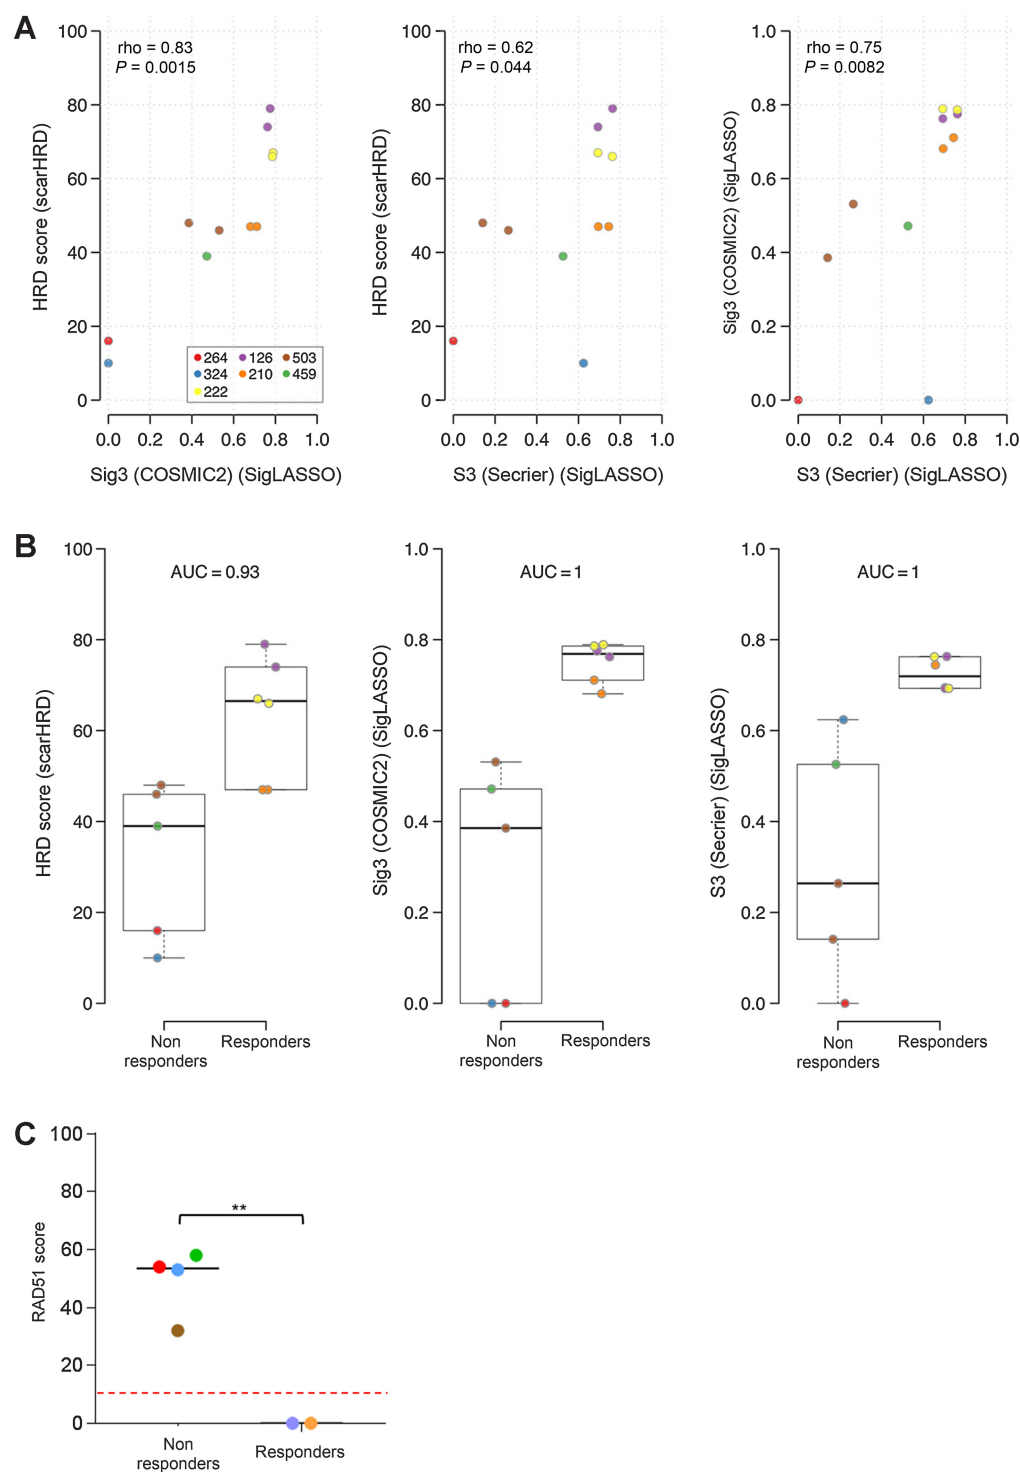 A
100
80
60
40
20
0
HRD score (scarHRD)
rho = 0.83
P = 0.0015
264 126 503
324 210 459
222
0.0 0.2 0.4 0.6 0.8 1.0
Sig3 (COSMIC2) (SigLASSO)
100
80
60
40
20
0
HRD score (scarHRD)
rho = 0.62
P = 0.044
0.0 0.2 0.4 0.6 0.8 1.0
S3 (Secrier) (SigLASSO)
1.0
0.8
0.6
0.4
0.2
0.0
Sig3 (COSMIC2) (SigLASSO)
rho = 0.75
P = 0.0082
0.0 0.2 0.4 0.6 0.8 1.0
S3 (Secrier) (SigLASSO)
B
100
80
60
40
20
0
HRD score (scarHRD)
AUC = 0.93
Non
responders
Responders
1.0
0.8
0.6
0.4
0.2
0.0
Sig3 (COSMIC2) (SigLASSO)
AUC = 1
Non
responders
Responders
1.0
0.8
0.6
0.4
0.2
0.0
S3 (Secrier) (SigLASSO)
AUC = 1
Non
responders
Responders
C
100
80
60
40
20
0
RAD51 score
**
Non
responders
Responders